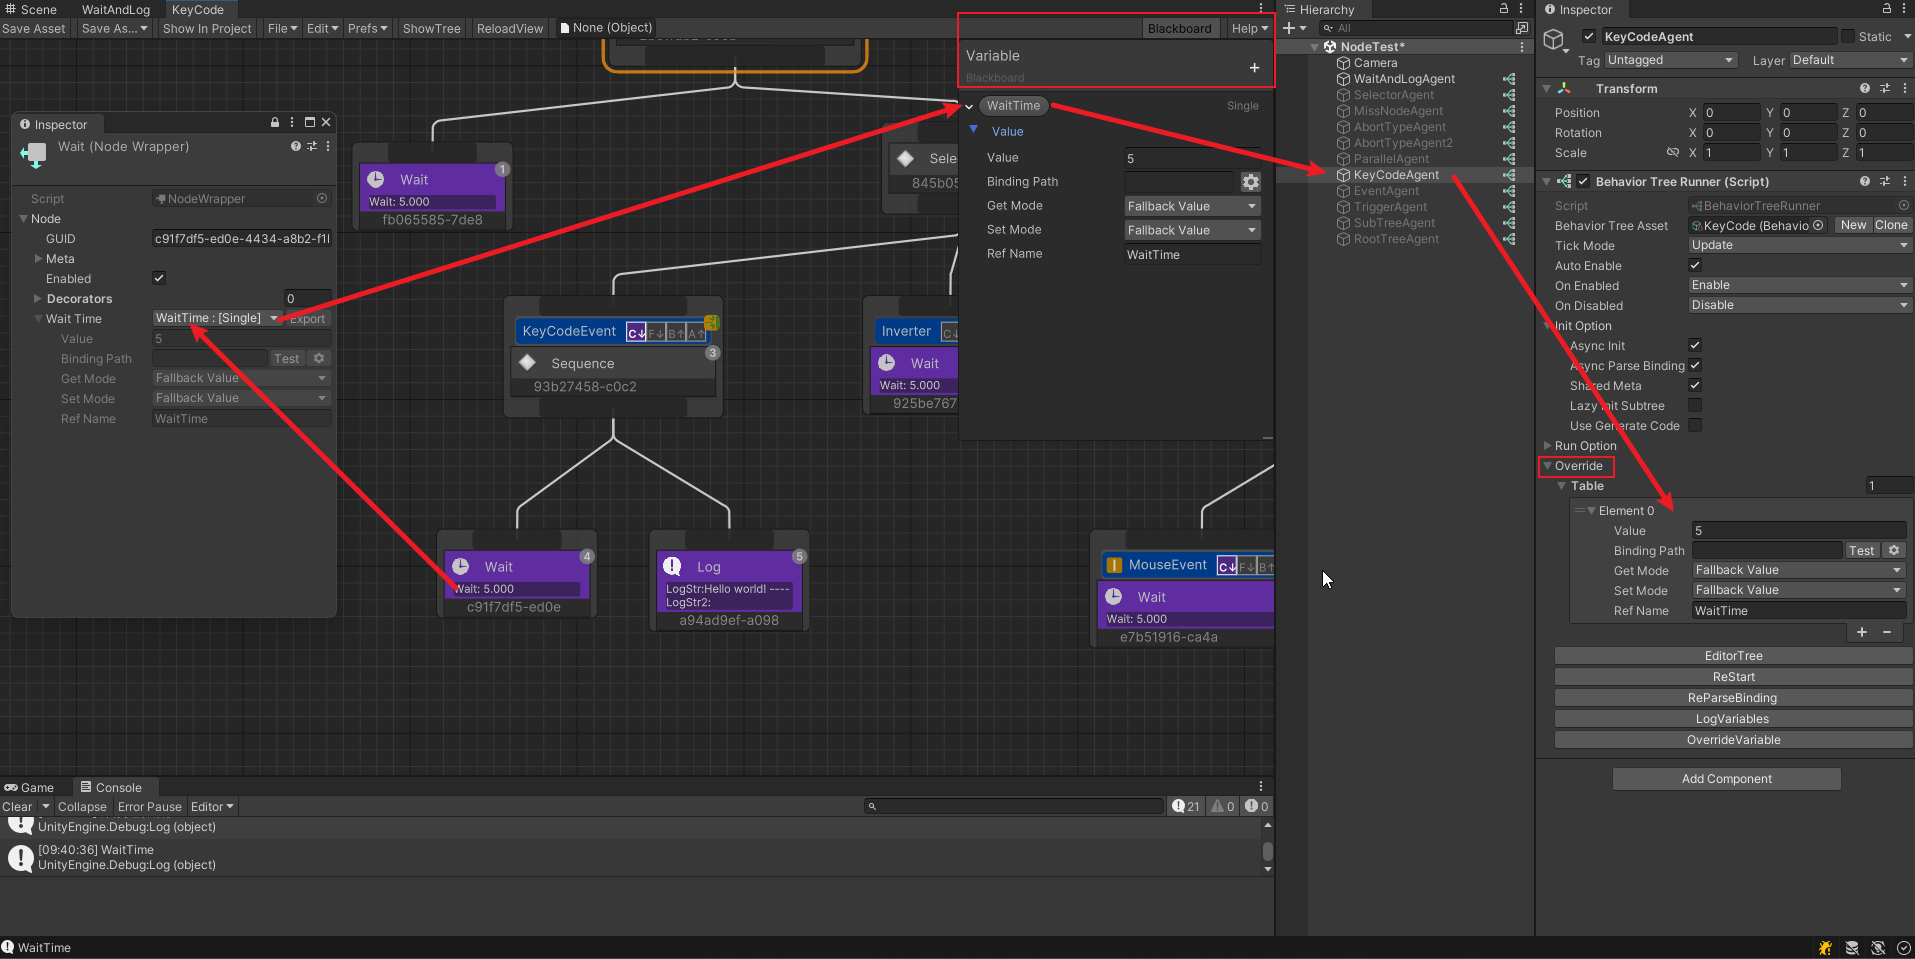 Scene
WaitAndLog
KeyCode
Save Asset
Save As...
Show In Project
File
Edit
Prefs
ShowTree
ReloadView
None (Object)
Blackboard
Help
Variable
Blackboard
WaitTime
Single
Value
Value
5
Binding Path
Get Mode
Fallback Value
Set Mode
Fallback Value
Ref Name
WaitTime
Inspector
Wait (Node Wrapper)
Script
NodeWrapper
Node
GUID
c91f7df5-ed0e-4434-a8b2-f1l
Meta
Enabled
Decorators
0
Wait Time
WaitTime : [Single]
Export
Value
5
Binding Path
Test
Get Mode
Fallback Value
Set Mode
Fallback Value
Ref Name
WaitTime
Wait
1
Wait: 5.000
fb065585-7de8
Sele
845b05
KeyCodeEvent
C↓
F↓
B↑
A↑
Sequence
3
93b27458-c0c2
Inverter
C
Wait
Wait: 5.000
925be767
Wait
4
Wait: 5.000
c91f7df5-ed0e
Log
5
LogStr:Hello world! ----
LogStr2:
a94ad9ef-a098
MouseEvent
C↓
F↓
B↑
Wait
Wait: 5.000
e7b51916-ca4a
Game
Console
Clear
Collapse
Error Pause
Editor
21
0
0
UnityEngine.Debug:Log (object)
[09:40:36] WaitTime
UnityEngine.Debug:Log (object)
WaitTime
Hierarchy
All
NodeTest*
Camera
WaitAndLogAgent
SelectorAgent
MissNodeAgent
AbortTypeAgent
AbortTypeAgent2
ParallelAgent
KeyCodeAgent
EventAgent
TriggerAgent
SubTreeAgent
RootTreeAgent
Inspector
KeyCodeAgent
Static
Tag
Untagged
Layer
Default
Transform
Position
X 0
Y 0
Z 0
Rotation
X 0
Y 0
Z 0
Scale
X 1
Y 1
Z 1
Behavior Tree Runner (Script)
Script
BehaviorTreeRunner
Behavior Tree Asset
KeyCode (Behavio
New
Clone
Tick Mode
Update
Auto Enable
On Enabled
Enable
On Disabled
Disable
Init Option
Async Init
Async Parse Binding
Shared Meta
Lazy Init Subtree
Use Generate Code
Run Option
Override
Table
1
Element 0
Value
5
Binding Path
Test
Get Mode
Fallback Value
Set Mode
Fallback Value
Ref Name
WaitTime
+
−
EditorTree
ReStart
ReParseBinding
LogVariables
OverrideVariable
Add Component